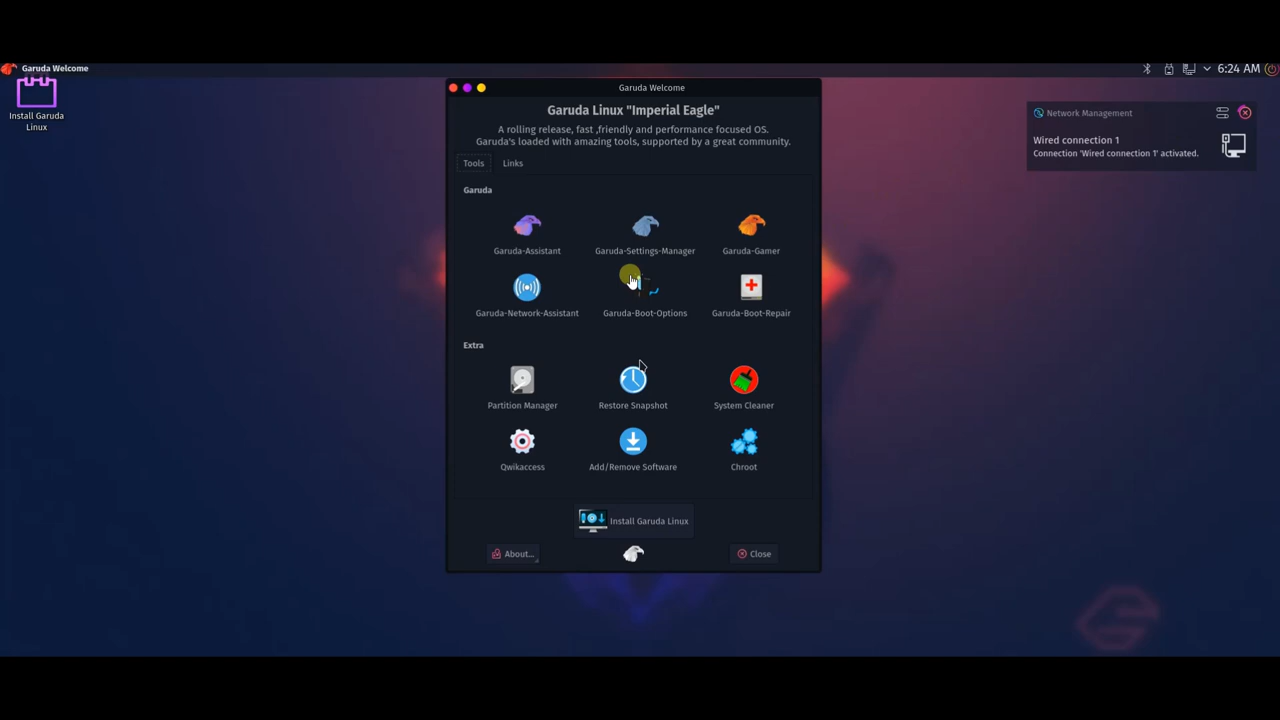 Garuda Welcome
6:24 AM
Install Garuda
Linux
Garuda Welcome
Garuda Linux "Imperial Eagle"
A rolling release, fast ,friendly and performance focused OS.
Garuda's loaded with amazing tools, supported by a great community.
Tools Links
Garuda
Garuda-Assistant Garuda-Settings-Manager Garuda-Gamer
Garuda-Network-Assistant Garuda-Boot-Options Garuda-Boot-Repair
Extra
Partition Manager Restore Snapshot System Cleaner
Qwikaccess Add/Remove Software Chroot
Install Garuda Linux
About... Close
Network Management
Wired connection 1
Connection 'Wired connection 1' activated.